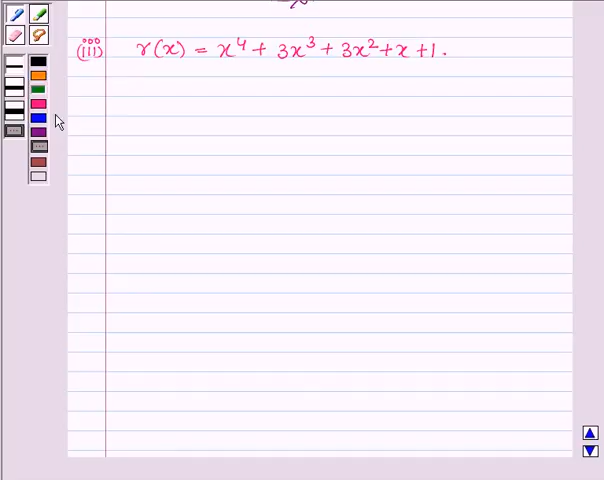 (iii) r(x) = x⁴ + 3x³ + 3x² + x + 1.